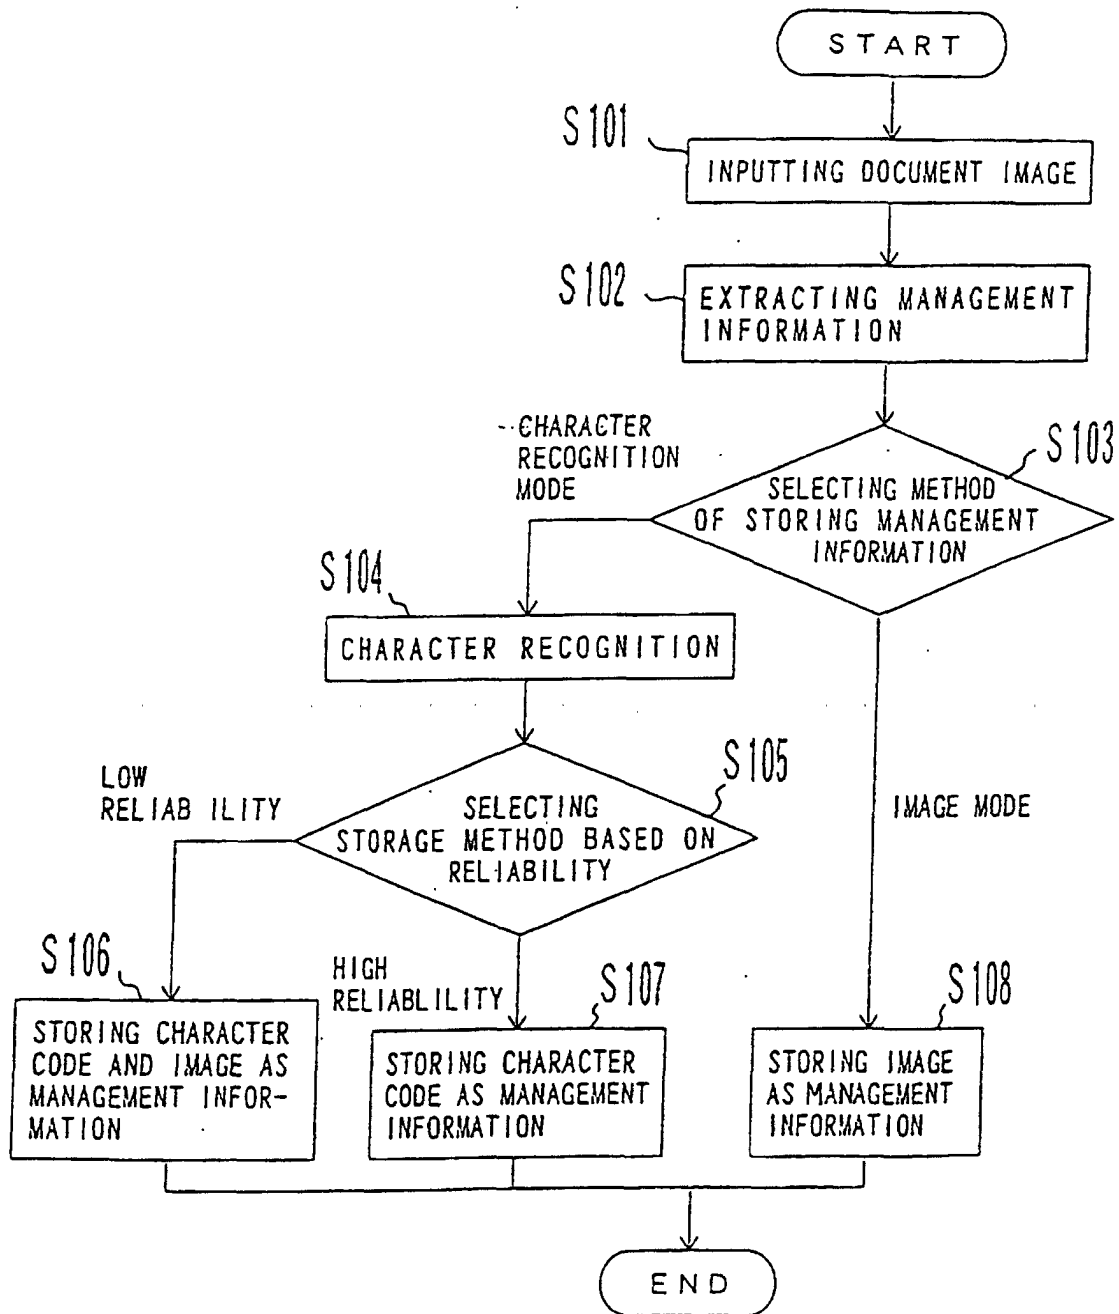 START
S101
INPUTTING DOCUMENT IMAGE
S102
EXTRACTING MANAGEMENT
INFORMATION
CHARACTER
RECOGNITION
MODE
S103
SELECTING METHOD
OF STORING MANAGEMENT
INFORMATION
S104
CHARACTER RECOGNITION
LOW
RELIAB ILITY
S105
SELECTING
STORAGE METHOD BASED ON
RELIABILITY
IMAGE MODE
S106
STORING CHARACTER
CODE AND IMAGE AS
MANAGEMENT INFOR-
MATION
HIGH
RELIABLILITY
S107
STORING CHARACTER
CODE AS MANAGEMENT
INFORMATION
S108
STORING IMAGE
AS MANAGEMENT
INFORMATION
END